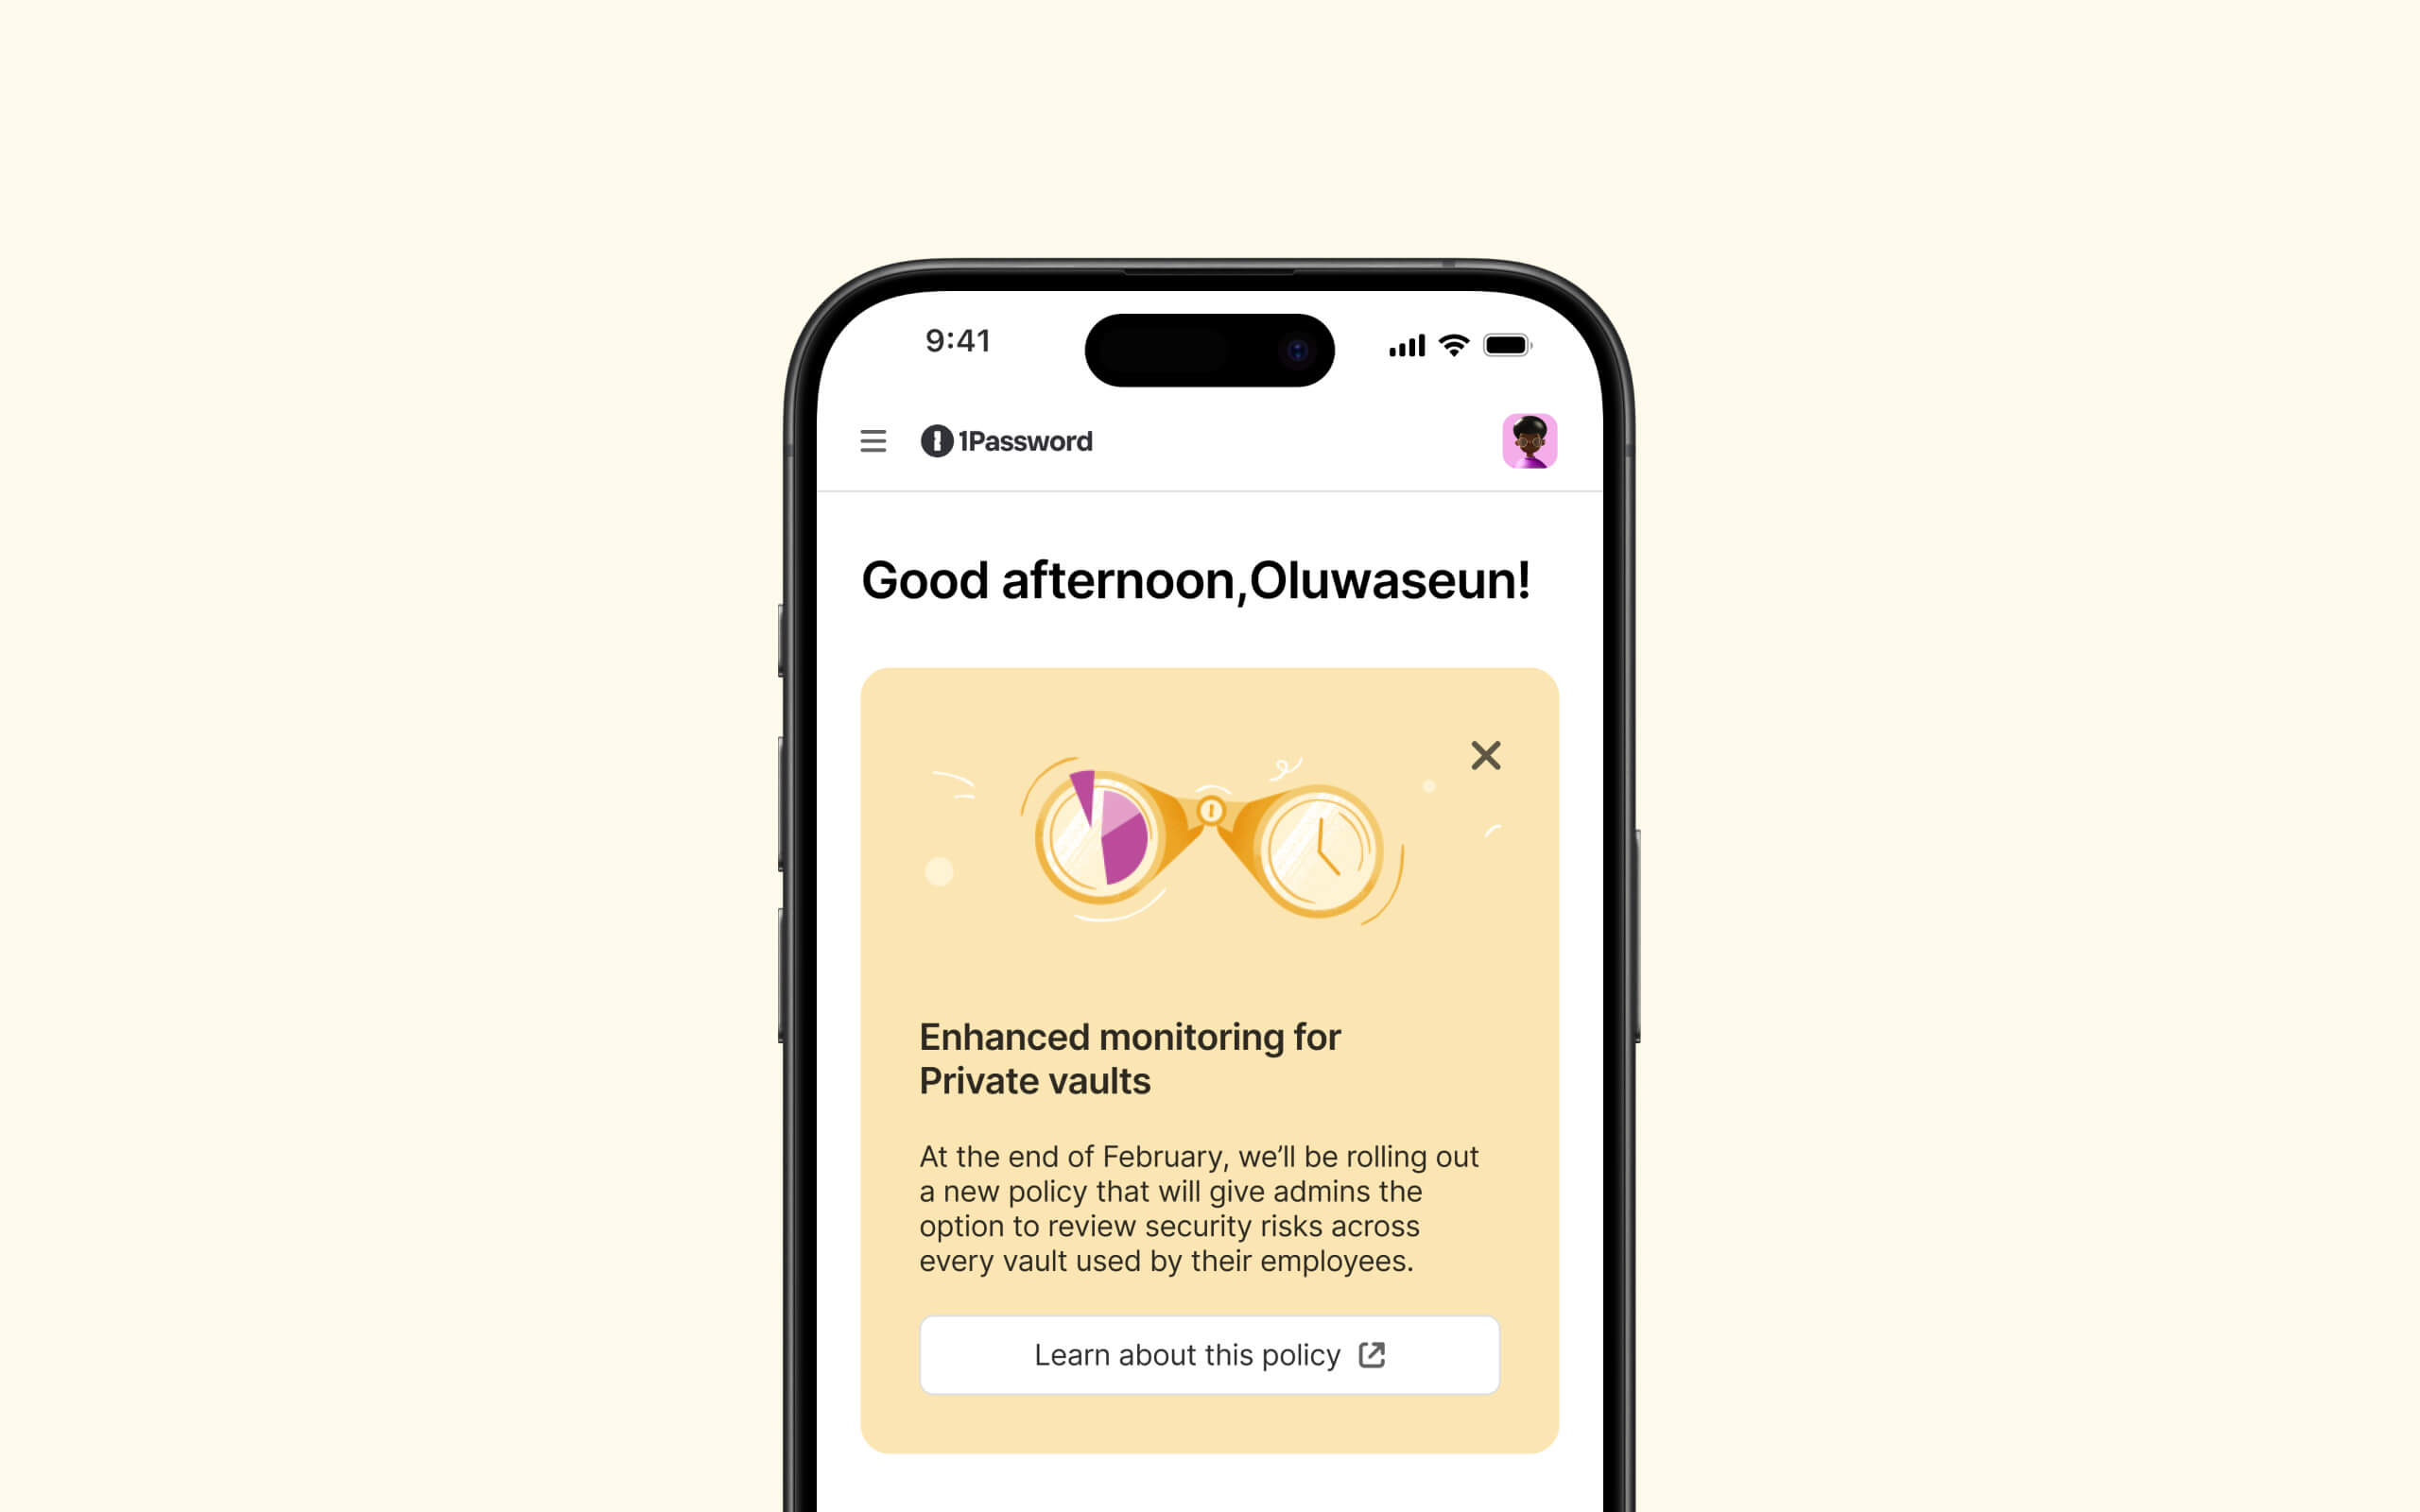 9:41
1Password
Good afternoon,Oluwaseun!
Enhanced monitoring for
Private vaults
At the end of February, we’ll be rolling out
a new policy that will give admins the
option to review security risks across
every vault used by their employees.
Learn about this policy